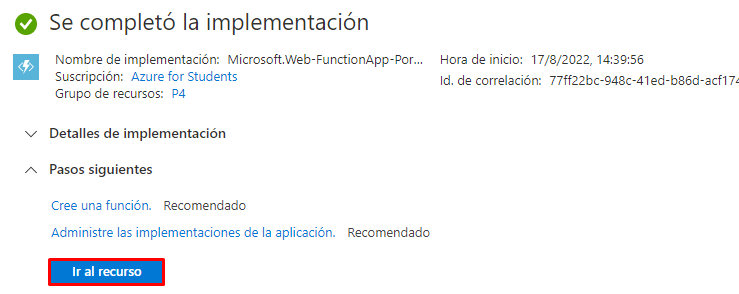 Se completó la implementación
Nombre de implementación: Microsoft.Web-FunctionApp-Por...
Hora de inicio: 17/8/2022, 14:39:56
Suscripción: Azure for Students
Id. de correlación: 77ff22bc-948c-41ed-b86d-acf174
Grupo de recursos: P4
Detalles de implementación
Pasos siguientes
Cree una función. Recomendado
Administre las implementaciones de la aplicación. Recomendado
Ir al recurso